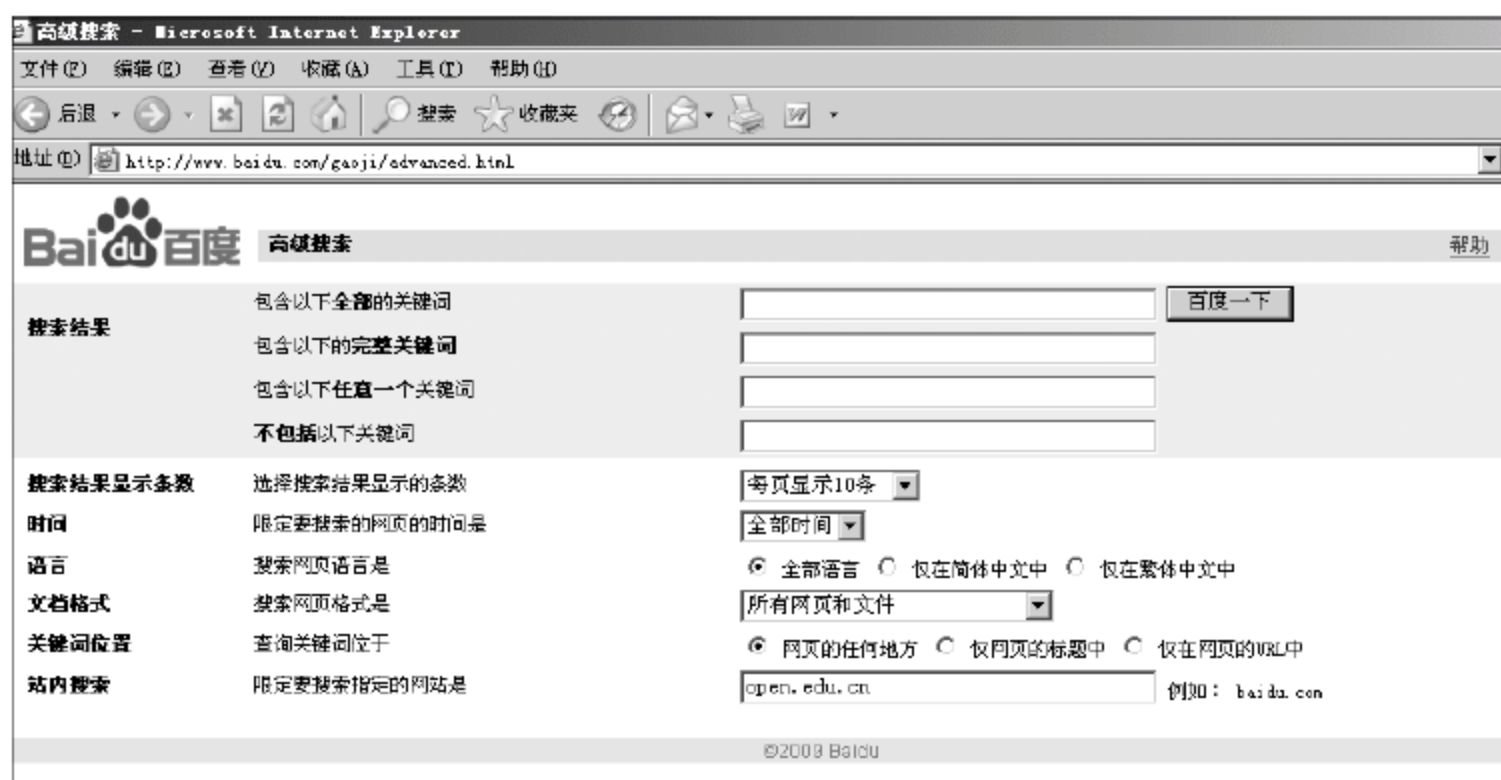 高级搜索 - Microsoft Internet Explorer
文件(F) 编辑(E) 查看(V) 收藏(A) 工具(T) 帮助(H)
后退 搜索 收藏夹
地址(D) http://www.baidu.com/gaoji/advanced.html
Bai du 百度 高级搜索 帮助
搜索结果 包含以下全部的关键词 百度一下
包含以下的完整关键词
包含以下任意一个关键词
不包括以下关键词
搜索结果显示条数 选择搜索结果显示的条数 每页显示10条
时间 限定要搜索的网页的时间是 全部时间
语言 搜索网页语言是 全部语言 仅在简体中文中 仅在繁体中文中
文档格式 搜索网页格式是 所有网页和文件
关键词位置 查询关键词位于 网页的任何地方 仅网页的标题中 仅在网页的URL中
站内搜索 限定要搜索指定的网站是 open.edu.cn 例如: baidu.com
©2009 Baidu